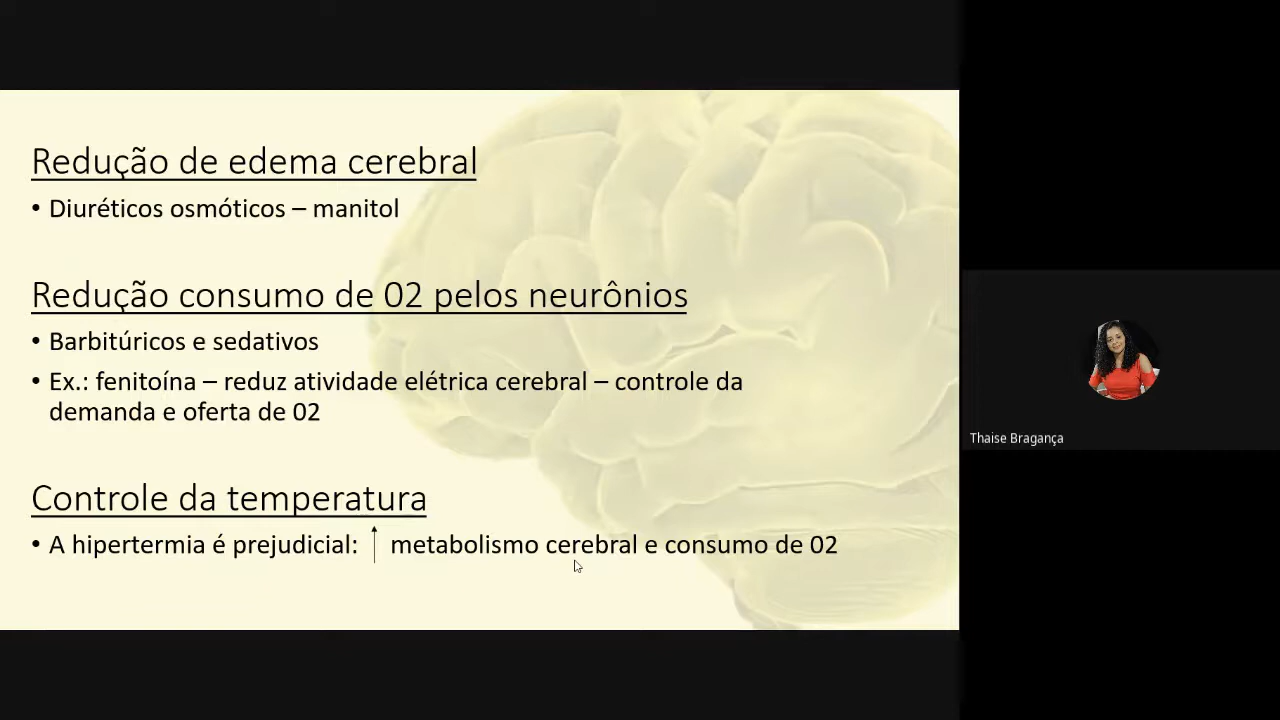 Redução de edema cerebral
• Diuréticos osmóticos – manitol
Redução consumo de 02 pelos neurônios
• Barbitúricos e sedativos
• Ex.: fenitoína – reduz atividade elétrica cerebral – controle da
demanda e oferta de 02
Controle da temperatura
• A hipertermia é prejudicial: ↑ metabolismo cerebral e consumo de 02
Thaise Bragança